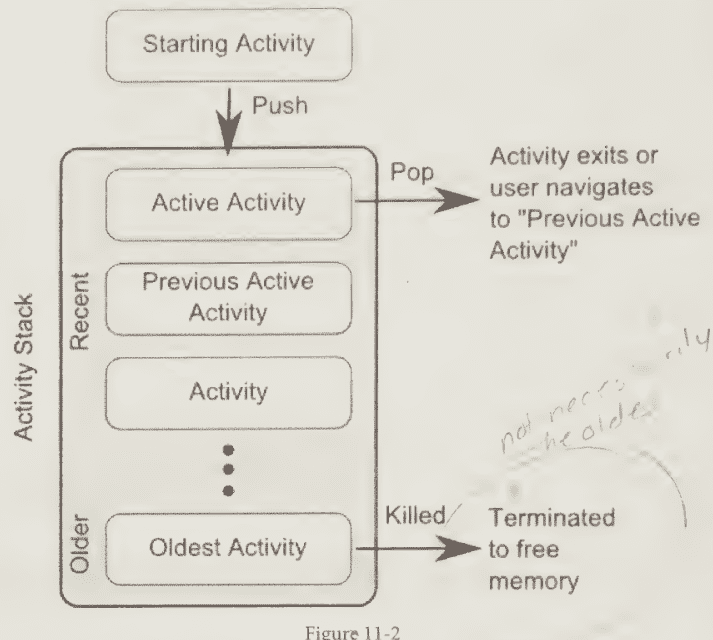 Starting Activity
Push
Active Activity
Pop
Activity exits or
user navigates
to "Previous Active
Activity"
Previous Active
Activity
Activity
Recent
Activity Stack
Older
not
Oldest Activity
Killed
Terminated
to free
memory
Figure 11-2